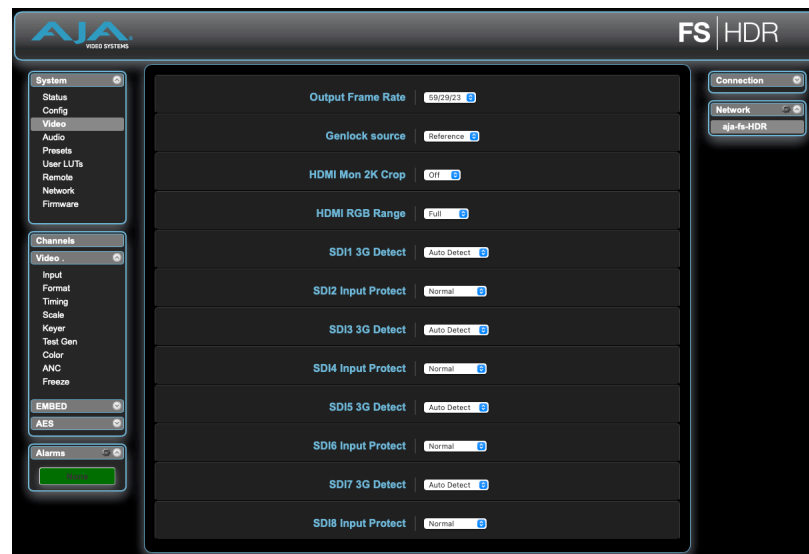 AJA
VIDEO SYSTEMS
FS|HDR
System
Status
Config
Video
Audio
Presets
User LUTs
Remote
Network
Firmware
Channels
Video .
Input
Format
Timing
Scale
Keyer
Test Gen
Color
ANC
Freeze
EMBED
AES
Alarms
None
Output Frame Rate 59/29/23
Genlock source Reference
HDMI Mon 2K Crop Off
HDMI RGB Range Full
SDI1 3G Detect Auto Detect
SDI2 Input Protect Normal
SDI3 3G Detect Auto Detect
SDI4 Input Protect Normal
SDI5 3G Detect Auto Detect
SDI6 Input Protect Normal
SDI7 3G Detect Auto Detect
SDI8 Input Protect Normal
Connection
Network
aja-fs-HDR